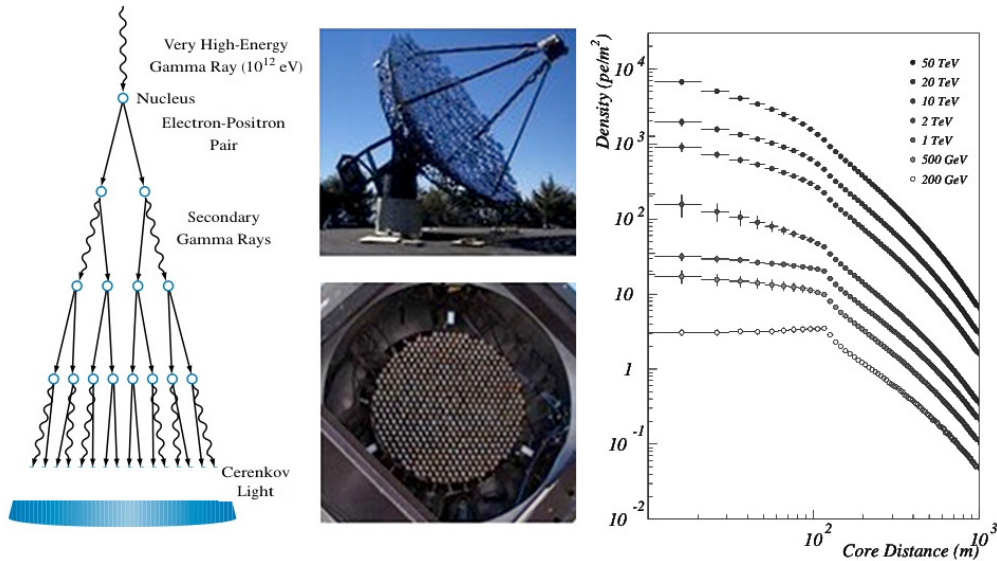 Very High-Energy
Gamma Ray (10¹² eV)
Nucleus
Electron-Positron
Pair
Secondary
Gamma Rays
Cerenkov
Light
Density (pe/m²)
10⁴
10³
10²
10
1
10⁻¹
10⁻²
50 TeV
20 TeV
10 TeV
2 TeV
1 TeV
500 GeV
200 GeV
10²
10³
Core Distance (m)